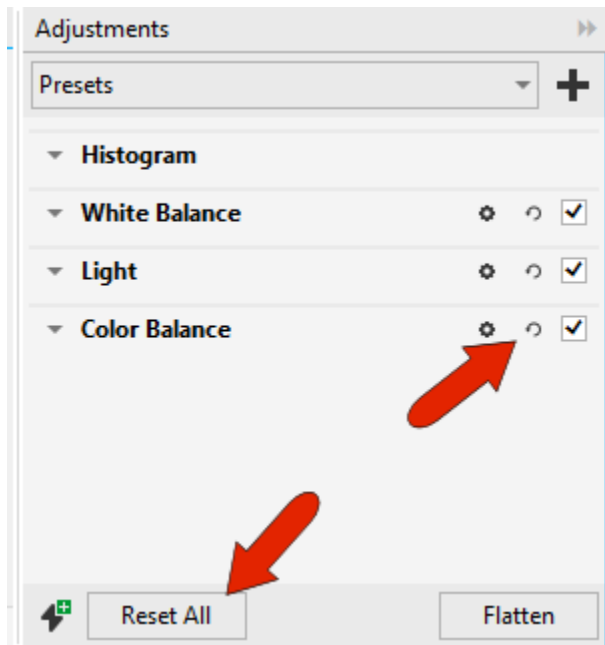 Adjustments
Presets
Histogram
White Balance
Light
Color Balance
Reset All
Flatten